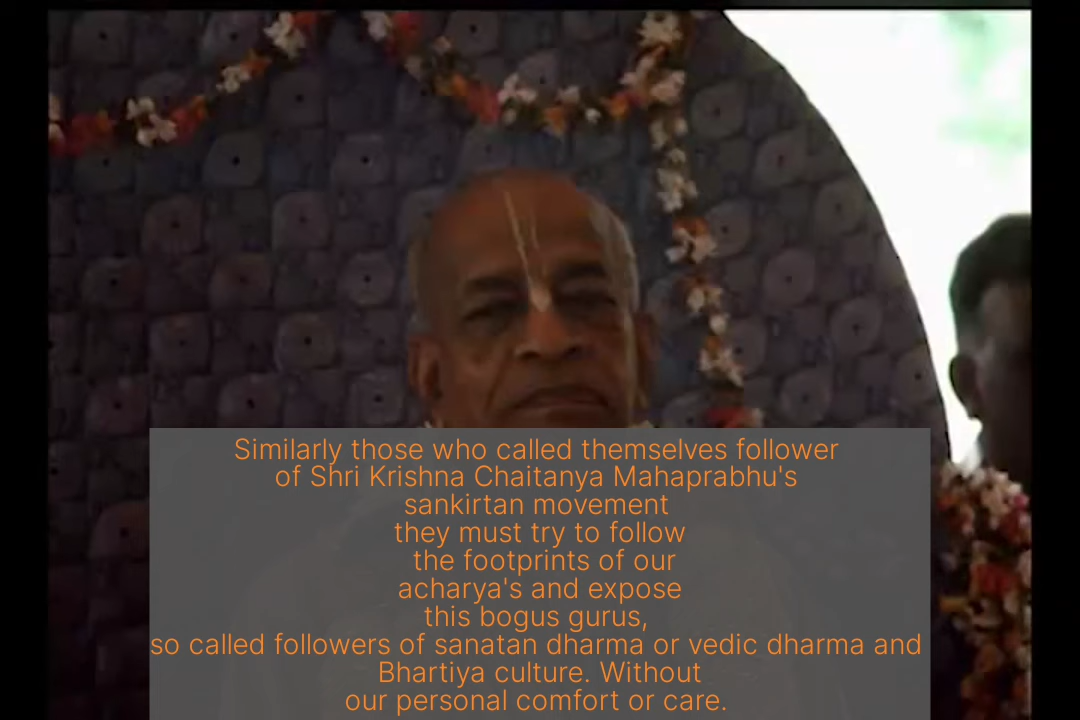 Similarly those who called themselves follower
of Shri Krishna Chaitanya Mahaprabhu's
sankirtan movement
they must try to follow
the footprints of our
acharya's and expose
this bogus gurus,
so called followers of sanatan dharma or vedic dharma and
Bhartiya culture. Without
our personal comfort or care.